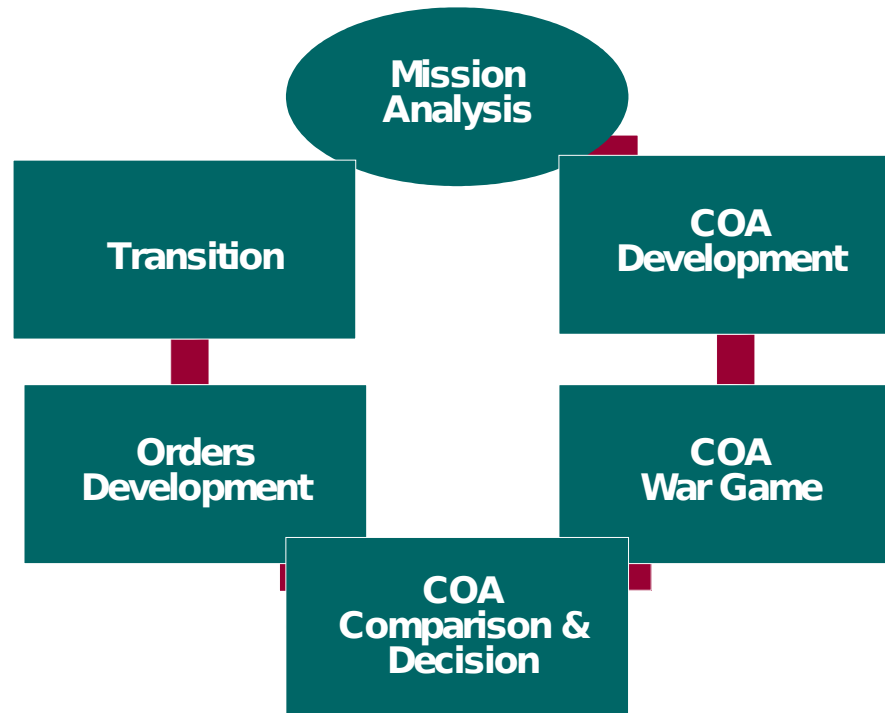 Mission
Analysis
Transition
COA
Development
Orders
Development
COA
War Game
COA
Comparison &
Decision